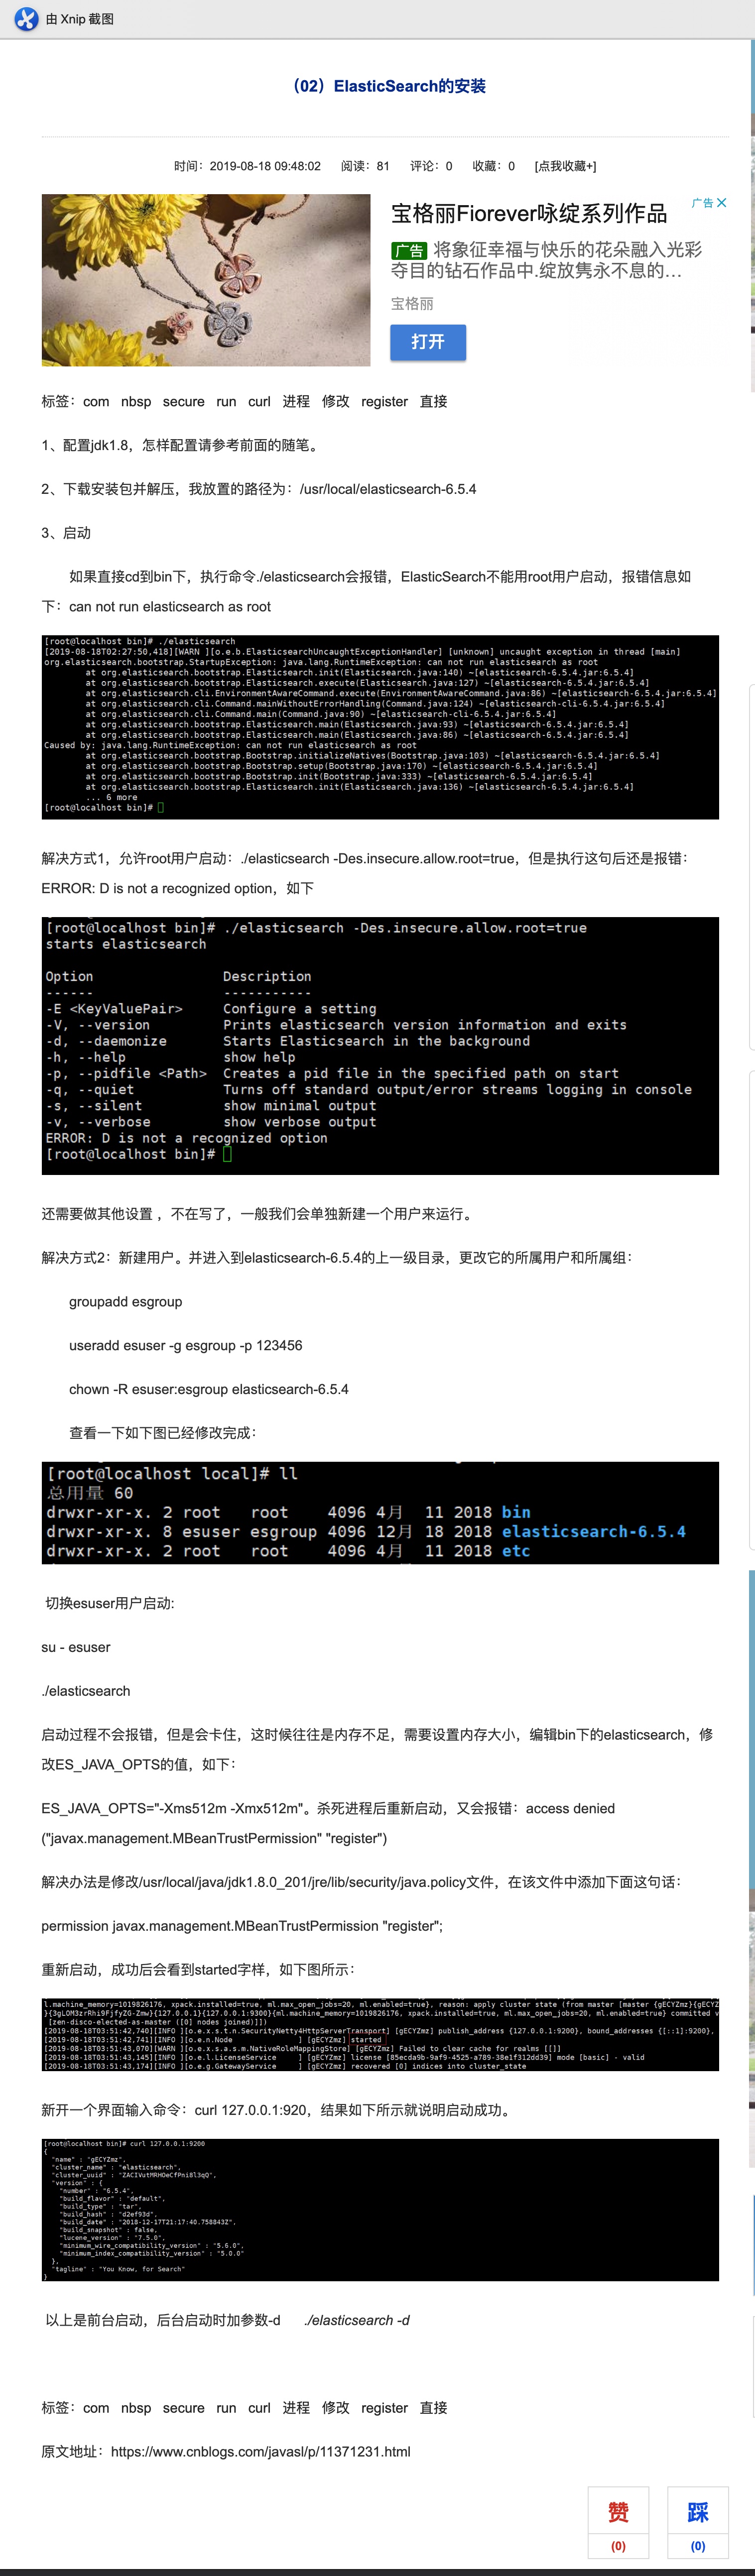 由 Xnip 截图
（02）ElasticSearch的安装
时间：2019-08-18 09:48:02 阅读：81 评论：0 收藏：0 [点我收藏+]
宝格丽Fiorever咏绽系列作品
广告
广告 将象征幸福与快乐的花朵融入光彩
夺目的钻石作品中.绽放隽永不息的...
宝格丽
打开
标签：com nbsp secure run curl 进程 修改 register 直接
1、配置jdk1.8，怎样配置请参考前面的随笔。
2、下载安装包并解压，我放置的路径为：/usr/local/elasticsearch-6.5.4
3、启动
如果直接cd到bin下，执行命令./elasticsearch会报错，ElasticSearch不能用root用户启动，报错信息如
下：can not run elasticsearch as root
[root@localhost bin]# ./elasticsearch
[2019-08-18T02:27:50,418][WARN ][o.e.b.ElasticsearchUncaughtExceptionHandler] [unknown] uncaught exception in thread [main]
org.elasticsearch.bootstrap.StartupException: java.lang.RuntimeException: can not run elasticsearch as root
at org.elasticsearch.bootstrap.Elasticsearch.init(Elasticsearch.java:140) ~[elasticsearch-6.5.4.jar:6.5.4]
at org.elasticsearch.bootstrap.Elasticsearch.execute(Elasticsearch.java:127) ~[elasticsearch-6.5.4.jar:6.5.4]
at org.elasticsearch.cli.EnvironmentAwareCommand.execute(EnvironmentAwareCommand.java:86) ~[elasticsearch-6.5.4.jar:6.5.4]
at org.elasticsearch.cli.Command.mainWithoutErrorHandling(Command.java:124) ~[elasticsearch-cli-6.5.4.jar:6.5.4]
at org.elasticsearch.cli.Command.main(Command.java:90) ~[elasticsearch-cli-6.5.4.jar:6.5.4]
at org.elasticsearch.bootstrap.Elasticsearch.main(Elasticsearch.java:93) ~[elasticsearch-6.5.4.jar:6.5.4]
at org.elasticsearch.bootstrap.Elasticsearch.main(Elasticsearch.java:86) ~[elasticsearch-6.5.4.jar:6.5.4]
Caused by: java.lang.RuntimeException: can not run elasticsearch as root
at org.elasticsearch.bootstrap.Bootstrap.initializeNatives(Bootstrap.java:103) ~[elasticsearch-6.5.4.jar:6.5.4]
at org.elasticsearch.bootstrap.Bootstrap.setup(Bootstrap.java:170) ~[elasticsearch-6.5.4.jar:6.5.4]
at org.elasticsearch.bootstrap.Bootstrap.init(Bootstrap.java:333) ~[elasticsearch-6.5.4.jar:6.5.4]
at org.elasticsearch.bootstrap.Elasticsearch.init(Elasticsearch.java:136) ~[elasticsearch-6.5.4.jar:6.5.4]
... 6 more
[root@localhost bin]#
解决方式1，允许root用户启动：./elasticsearch -Des.insecure.allow.root=true，但是执行这句后还是报错：
ERROR: D is not a recognized option，如下
[root@localhost bin]# ./elasticsearch -Des.insecure.allow.root=true
starts elasticsearch
Option Description
------ -----------
-E <KeyValuePair> Configure a setting
-V, --version Prints elasticsearch version information and exits
-d, --daemonize Starts Elasticsearch in the background
-h, --help show help
-p, --pidfile <Path> Creates a pid file in the specified path on start
-q, --quiet Turns off standard output/error streams logging in console
-s, --silent show minimal output
-v, --verbose show verbose output
ERROR: D is not a recognized option
[root@localhost bin]#
还需要做其他设置 ，不在写了，一般我们会单独新建一个用户来运行。
解决方式2：新建用户。并进入到elasticsearch-6.5.4的上一级目录，更改它的所属用户和所属组：
groupadd esgroup
useradd esuser -g esgroup -p 123456
chown -R esuser:esgroup elasticsearch-6.5.4
查看一下如下图已经修改完成：
[root@localhost local]# ll
总用量 60
drwxr-xr-x. 2 root root 4096 4月 11 2018 bin
drwxr-xr-x. 8 esuser esgroup 4096 12月 18 2018 elasticsearch-6.5.4
drwxr-xr-x. 2 root root 4096 4月 11 2018 etc
切换esuser用户启动:
su - esuser
./elasticsearch
启动过程不会报错，但是会卡住，这时候往往是内存不足，需要设置内存大小，编辑bin下的elasticsearch，修
改ES_JAVA_OPTS的值，如下：
ES_JAVA_OPTS="-Xms512m -Xmx512m"。杀死进程后重新启动，又会报错：access denied
("javax.management.MBeanTrustPermission" "register")
解决办法是修改/usr/local/java/jdk1.8.0_201/jre/lib/security/java.policy文件，在该文件中添加下面这句话：
permission javax.management.MBeanTrustPermission "register";
重新启动，成功后会看到started字样，如下图所示：
l.machine_memory=1019826176, xpack.installed=true, ml.max_open_jobs=20, ml.enabled=true}, reason: apply cluster state (from master [master {gECYZmz}{gECYZ
}{3gLOM3zrRhi9FjfyZG-Zmw}{127.0.0.1}{127.0.0.1:9300}{ml.machine_memory=1019826176, xpack.installed=true, ml.max_open_jobs=20, ml.enabled=true} committed v
[zen-disco-elected-as-master ([0] nodes joined)]])
[2019-08-18T03:51:42,740][INFO ][o.e.x.s.t.n.SecurityNetty4HttpServerTransport] [gECYZmz] publish_address {127.0.0.1:9200}, bound_addresses {[::1]:9200},
[2019-08-18T03:51:42,741][INFO ][o.e.n.Node ] [gECYZmz] started
[2019-08-18T03:51:43,070][WARN ][o.e.x.s.a.s.m.NativeRoleMappingStore] [gECYZmz] Failed to clear cache for realms [[]]
[2019-08-18T03:51:43,145][INFO ][o.e.l.LicenseService ] [gECYZmz] license [85ecda9b-9af9-4525-a789-38e1f312dd39] mode [basic] - valid
[2019-08-18T03:51:43,174][INFO ][o.e.g.GatewayService ] [gECYZmz] recovered [0] indices into cluster_state
新开一个界面输入命令：curl 127.0.0.1:920，结果如下所示就说明启动成功。
[root@localhost bin]# curl 127.0.0.1:9200
{
"name" : "gECYZmz",
"cluster_name" : "elasticsearch",
"cluster_uuid" : "ZACIVutMRHOeCfPni8l3qQ",
"version" : {
"number" : "6.5.4",
"build_flavor" : "default",
"build_type" : "tar",
"build_hash" : "d2ef93d",
"build_date" : "2018-12-17T21:17:40.758843Z",
"build_snapshot" : false,
"lucene_version" : "7.5.0",
"minimum_wire_compatibility_version" : "5.6.0",
"minimum_index_compatibility_version" : "5.0.0"
},
"tagline" : "You Know, for Search"
}
以上是前台启动，后台启动时加参数-d ./elasticsearch -d
标签：com nbsp secure run curl 进程 修改 register 直接
原文地址：https://www.cnblogs.com/javasl/p/11371231.html
赞 踩
(0) (0)